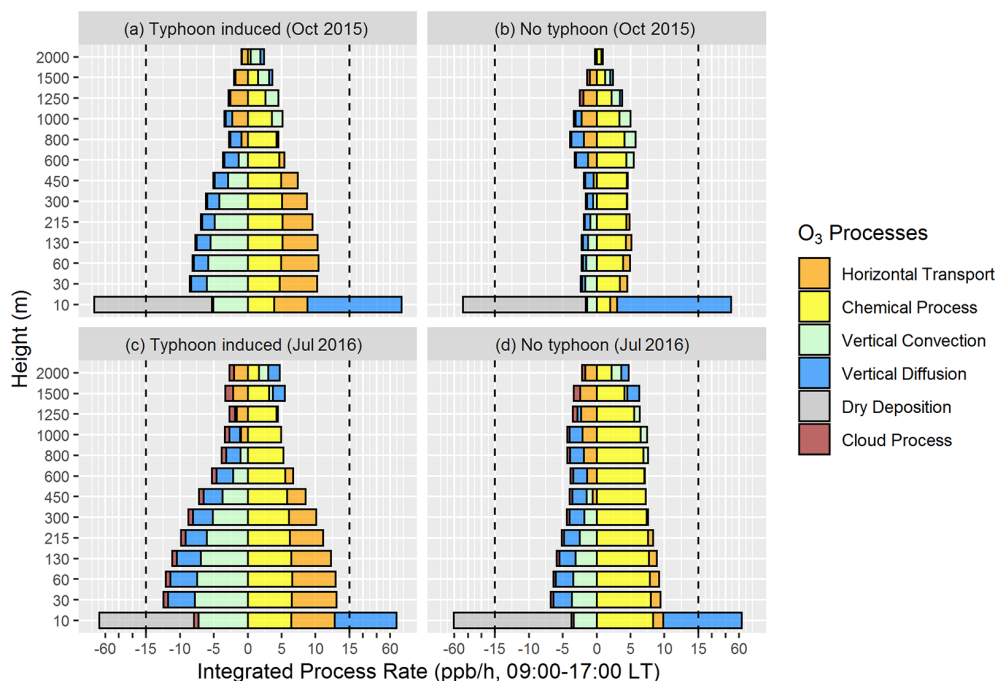 (a) Typhoon induced (Oct 2015)
(b) No typhoon (Oct 2015)
2000
1500
1250
1000
800
600
450
300
215
130
60
30
10
(c) Typhoon induced (Jul 2016)
(d) No typhoon (Jul 2016)
2000
1500
1250
1000
800
600
450
300
215
130
60
30
10
Height (m)
-60 -15 -10 -5 0 5 10 15 60
-60 -15 -10 -5 0 5 10 15 60
Integrated Process Rate (ppb/h, 09:00-17:00 LT)
O₃ Processes
Horizontal Transport
Chemical Process
Vertical Convection
Vertical Diffusion
Dry Deposition
Cloud Process